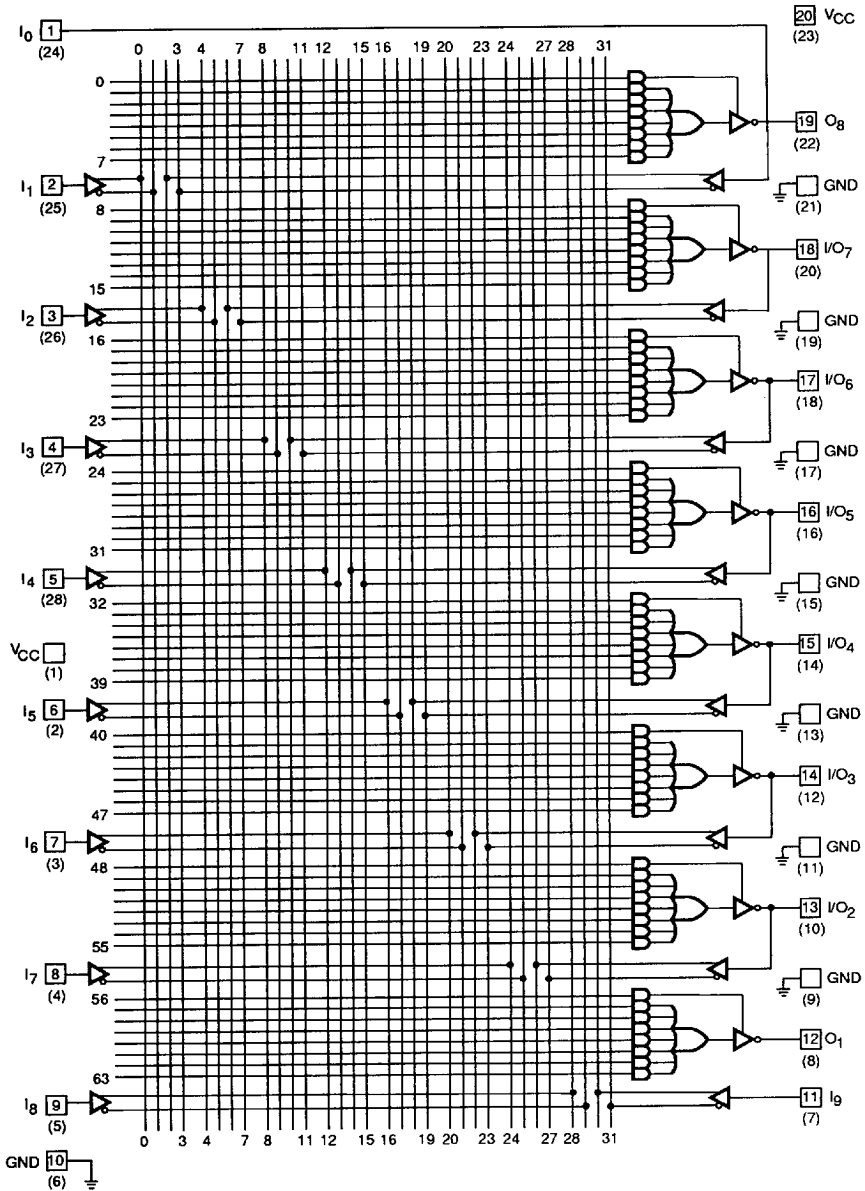 I0 1 (24)
20 VCC (23)
0 3 4 7 8 11 12 15 16 19 20 23 24 27 28 31
0
19 O8 (22)
7
I1 2 (25)
GND (21)
8
18 I/O7 (20)
15
I2 3 (26)
GND (19)
16
17 I/O6 (18)
23
I3 4 (27)
GND (17)
24
16 I/O5 (16)
31
I4 5 (28)
GND (15)
32
15 I/O4 (14)
VCC (1)
39
I5 6 (2)
GND (13)
40
14 I/O3 (12)
47
I6 7 (3)
GND (11)
48
13 I/O2 (10)
55
I7 8 (4)
GND (9)
56
12 O1 (8)
63
I8 9 (5)
11 I9 (7)
0 3 4 7 8 11 12 15 16 19 20 23 24 27 28 31
GND 10 (6)